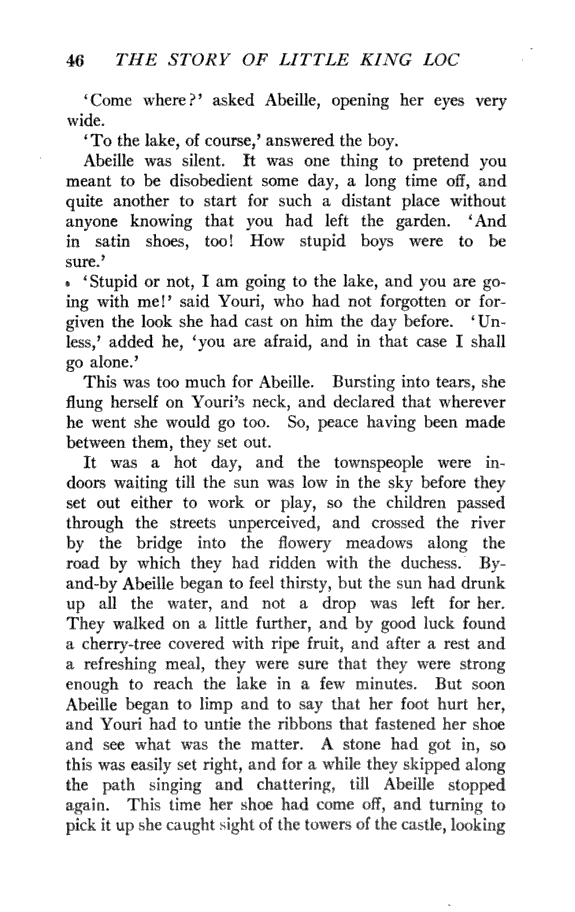 46 THE STORY OF LITTLE KING LOC
'Come where?' asked Abeille, opening her eyes very
wide.
'To the lake, of course,' answered the boy.
Abeille was silent. It was one thing to pretend you
meant to be disobedient some day, a long time off, and
quite another to start for such a distant place without
anyone knowing that you had left the garden. 'And
in satin shoes, too! How stupid boys were to be
sure.'
'Stupid or not, I am going to the lake, and you are go-
ing with me!' said Youri, who had not forgotten or for-
given the look she had cast on him the day before. 'Un-
less,' added he, 'you are afraid, and in that case I shall
go alone.'
This was too much for Abeille. Bursting into tears, she
flung herself on Youri's neck, and declared that wherever
he went she would go too. So, peace having been made
between them, they set out.
It was a hot day, and the townspeople were in-
doors waiting till the sun was low in the sky before they
set out either to work or play, so the children passed
through the streets unperceived, and crossed the river
by the bridge into the flowery meadows along the
road by which they had ridden with the duchess. By-
and-by Abeille began to feel thirsty, but the sun had drunk
up all the water, and not a drop was left for her.
They walked on a little further, and by good luck found
a cherry-tree covered with ripe fruit, and after a rest and
a refreshing meal, they were sure that they were strong
enough to reach the lake in a few minutes. But soon
Abeille began to limp and to say that her foot hurt her,
and Youri had to untie the ribbons that fastened her shoe
and see what was the matter. A stone had got in, so
this was easily set right, and for a while they skipped along
the path singing and chattering, till Abeille stopped
again. This time her shoe had come off, and turning to
pick it up she caught sight of the towers of the castle, looking